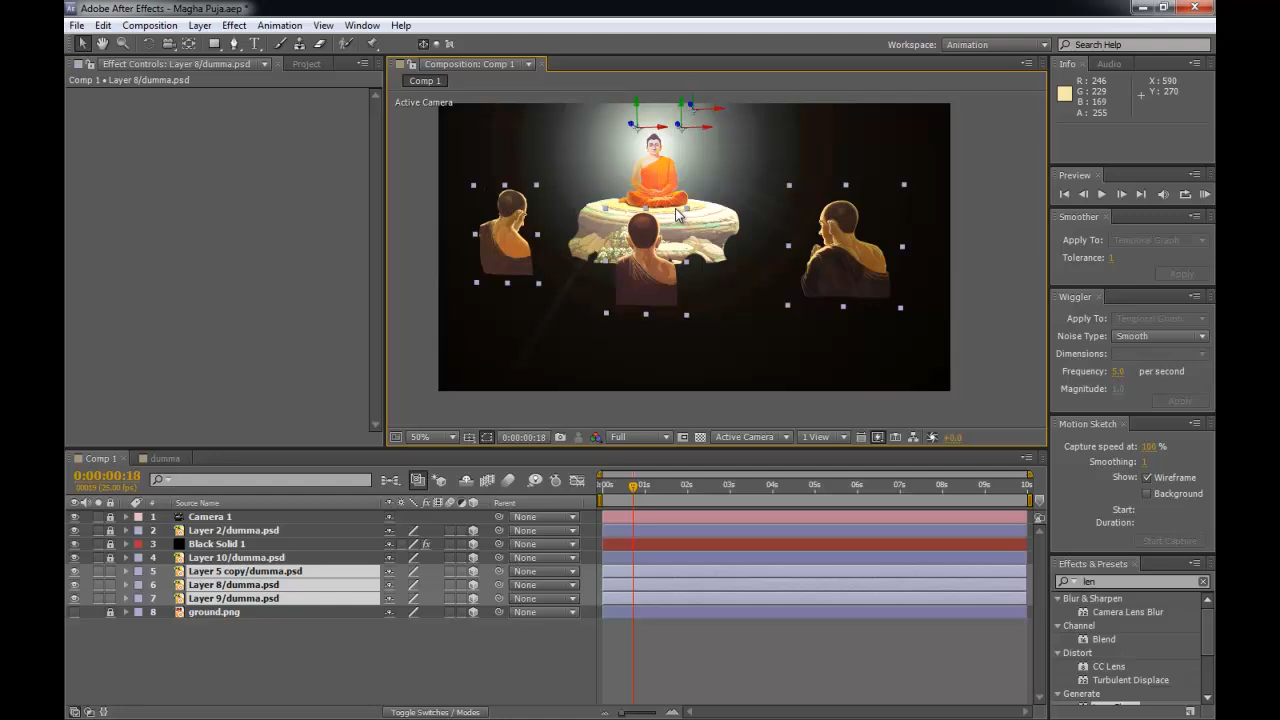 Adobe After Effects - Magha Puja.aep *
File Edit Composition Layer Effect Animation View Window Help
Workspace: Animation Search Help
Effect Controls: Layer 8/dumma.psd Project
Comp 1 • Layer 8/dumma.psd
Composition: Comp 1
Comp 1
Active Camera
50% 0:00:00:18 Full Active Camera 1 View +0.0
Info Audio
R: 246 X: 590
G: 229 Y: 270
B: 169
A: 255
Preview
Smoother
Apply To: Temporal Graph
Tolerance: 1
Apply
Wiggler
Apply To: Temporal Graph
Noise Type: Smooth
Dimensions:
Frequency: 5.0 per second
Magnitude: 1.0
Apply
Motion Sketch
Capture speed at: 100 %
Smoothing: 1
Show: Wireframe
Background
Start:
Duration:
Start Capture
Effects & Presets
len
Blur & Sharpen
Camera Lens Blur
Channel
Blend
Distort
CC Lens
Turbulent Displace
Generate
Comp 1 dumma
0:00:00:18
00019 (25.00 fps)
# Source Name Parent
1 Camera 1 None
2 Layer 2/dumma.psd None
3 Black Solid 1 None
4 Layer 10/dumma.psd None
5 Layer 5 copy/dumma.psd None
6 Layer 8/dumma.psd None
7 Layer 9/dumma.psd None
8 ground.png None
01s 02s 03s 04s 05s 06s 07s 08s 09s 10s
Toggle Switches / Modes